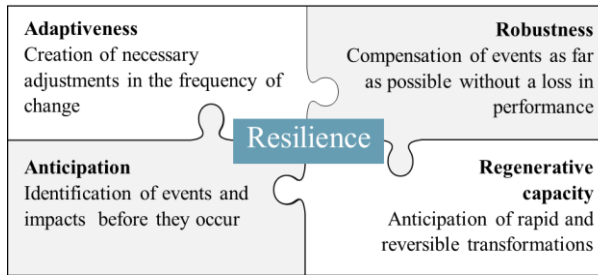 Adaptiveness
Creation of necessary
adjustments in the frequency of
change
Robustness
Compensation of events as far
as possible without a loss in
performance
Resilience
Anticipation
Identification of events and
impacts before they occur
Regenerative
capacity
Anticipation of rapid and
reversible transformations